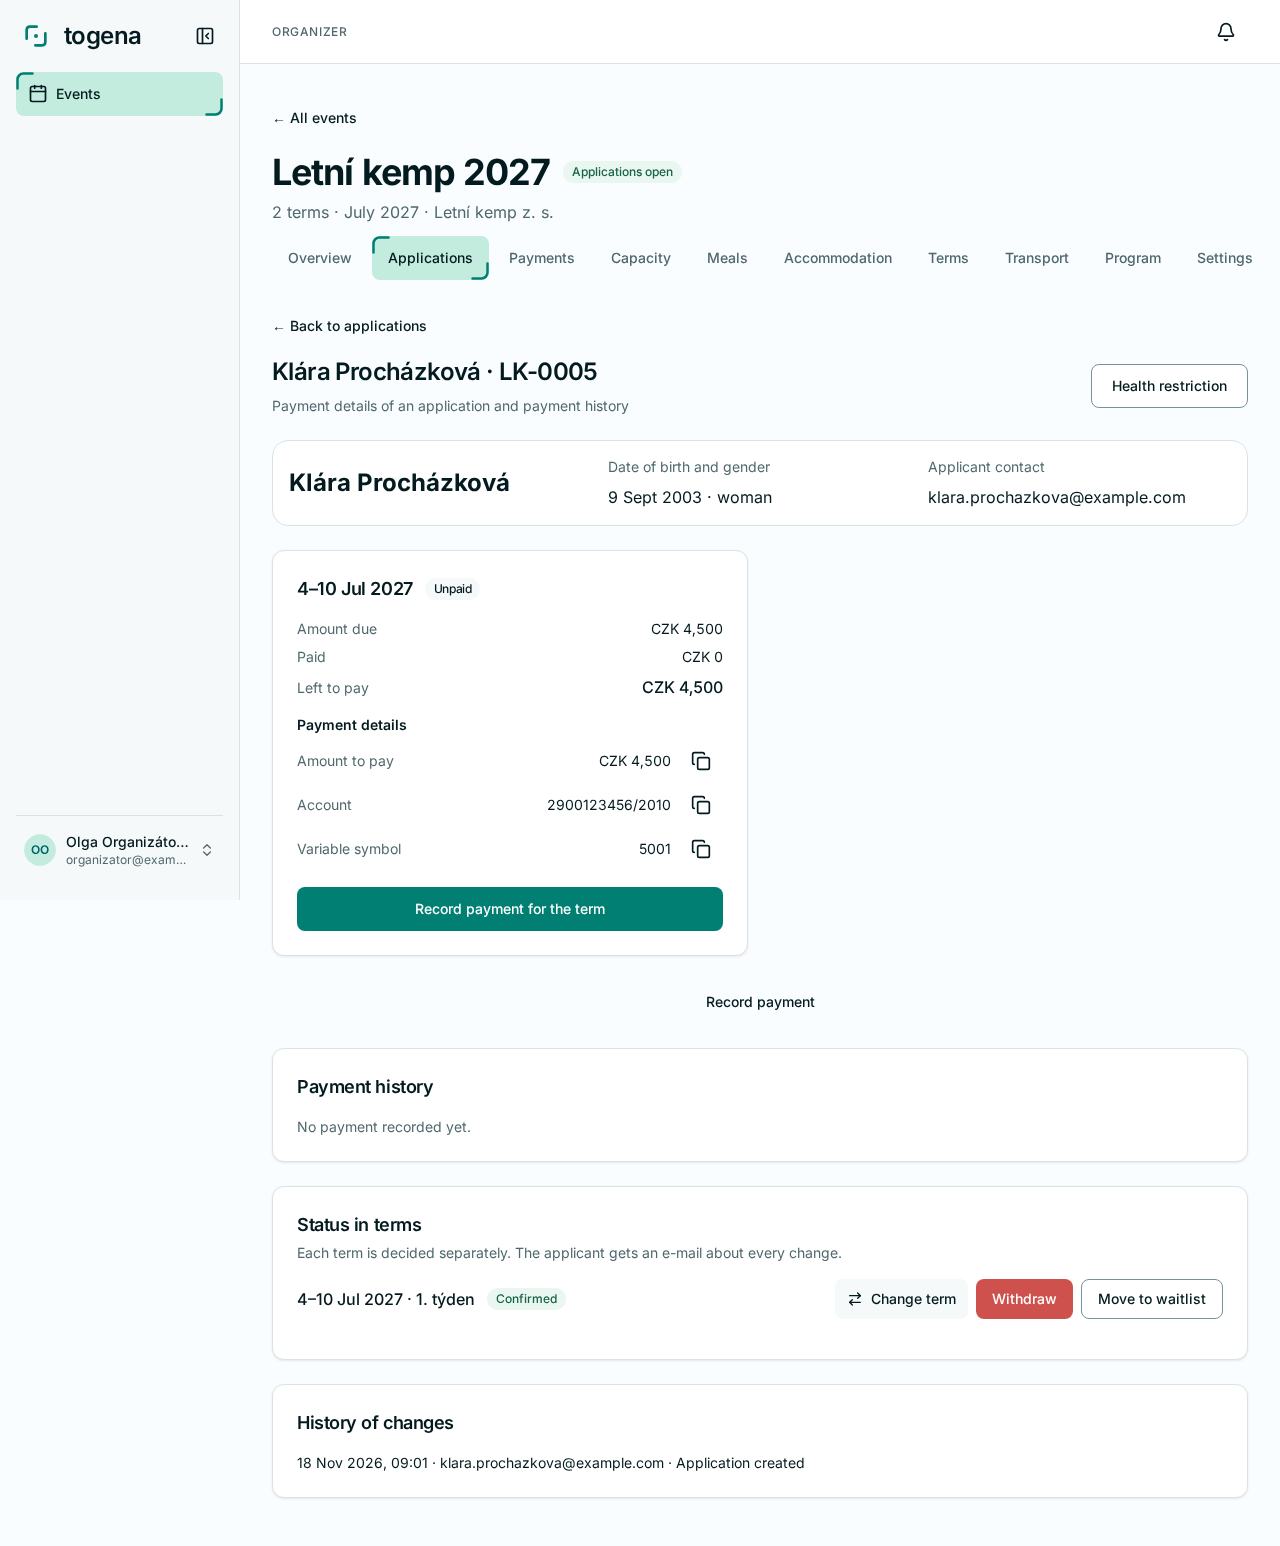 togena
ORGANIZER
Events
← All events
Letní kemp 2027
Applications open
2 terms · July 2027 · Letní kemp z. s.
Overview
Applications
Payments
Capacity
Meals
Accommodation
Terms
Transport
Program
Settings
← Back to applications
Klára Procházková · LK-0005
Payment details of an application and payment history
Health restriction
Klára Procházková
Date of birth and gender
9 Sept 2003 · woman
Applicant contact
klara.prochazkova@example.com
4–10 Jul 2027
Unpaid
Amount due
CZK 4,500
Paid
CZK 0
Left to pay
CZK 4,500
Payment details
Amount to pay
CZK 4,500
Account
2900123456/2010
Variable symbol
5001
Record payment for the term
OO
Olga Organizáto...
organizator@exam...
Record payment
Payment history
No payment recorded yet.
Status in terms
Each term is decided separately. The applicant gets an e-mail about every change.
4–10 Jul 2027 · 1. týden
Confirmed
Change term
Withdraw
Move to waitlist
History of changes
18 Nov 2026, 09:01 · klara.prochazkova@example.com · Application created